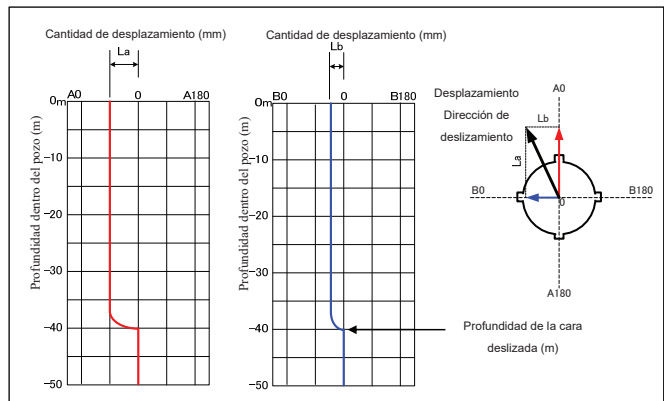 Cantidad de desplazamiento (mm)
La
A0 0 A180
0m
−10
−20
−30
−40
−50
Profundidad dentro del pozo (m)
Cantidad de desplazamiento (mm)
Lb
B0 0 B180
0m
−10
−20
−30
−40
−50
Profundidad dentro del pozo (m)
Desplazamiento
Dirección de
deslizamiento
A0
Lb
La
B0
0
B180
A180
Profundidad de la cara
deslizada (m)